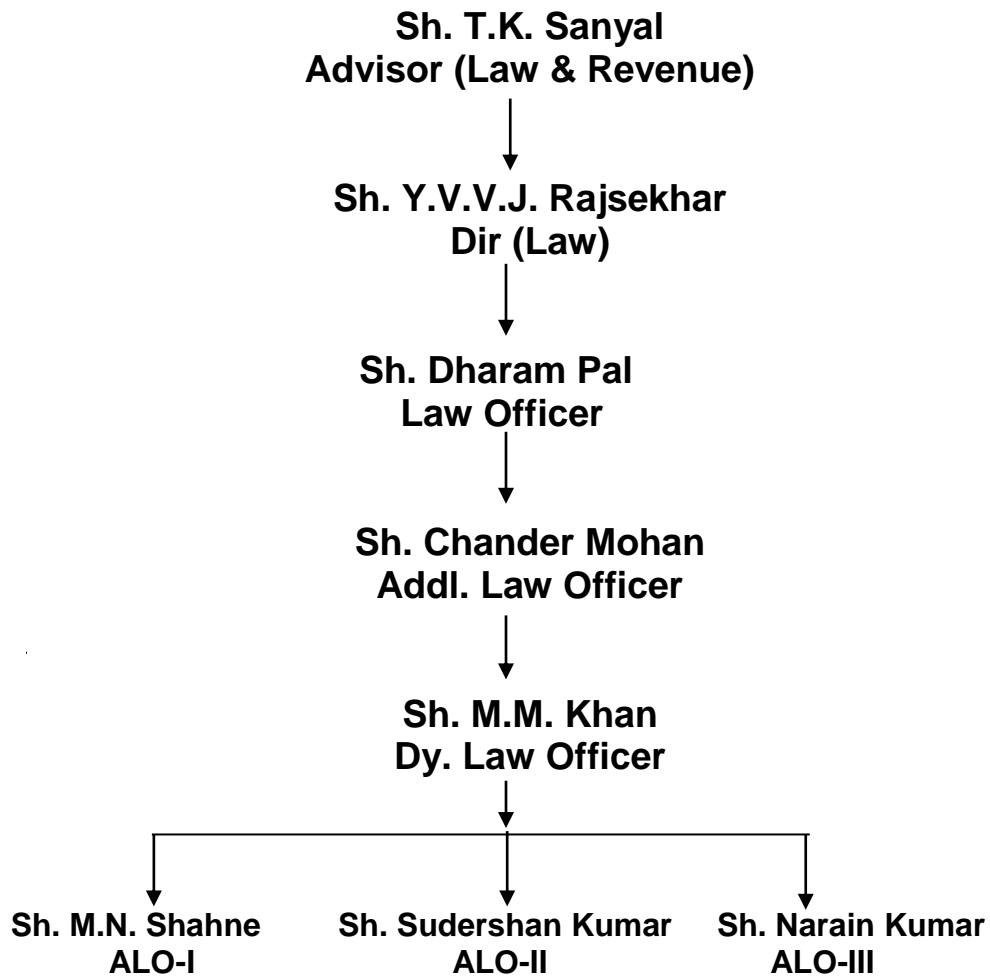 Sh. T.K. Sanyal
Advisor (Law & Revenue)
Sh. Y.V.V.J. Rajsekhar
Dir (Law)
Sh. Dharam Pal
Law Officer
Sh. Chander Mohan
Addl. Law Officer
Sh. M.M. Khan
Dy. Law Officer
Sh. M.N. Shahne
ALO-I
Sh. Sudershan Kumar
ALO-II
Sh. Narain Kumar
ALO-III